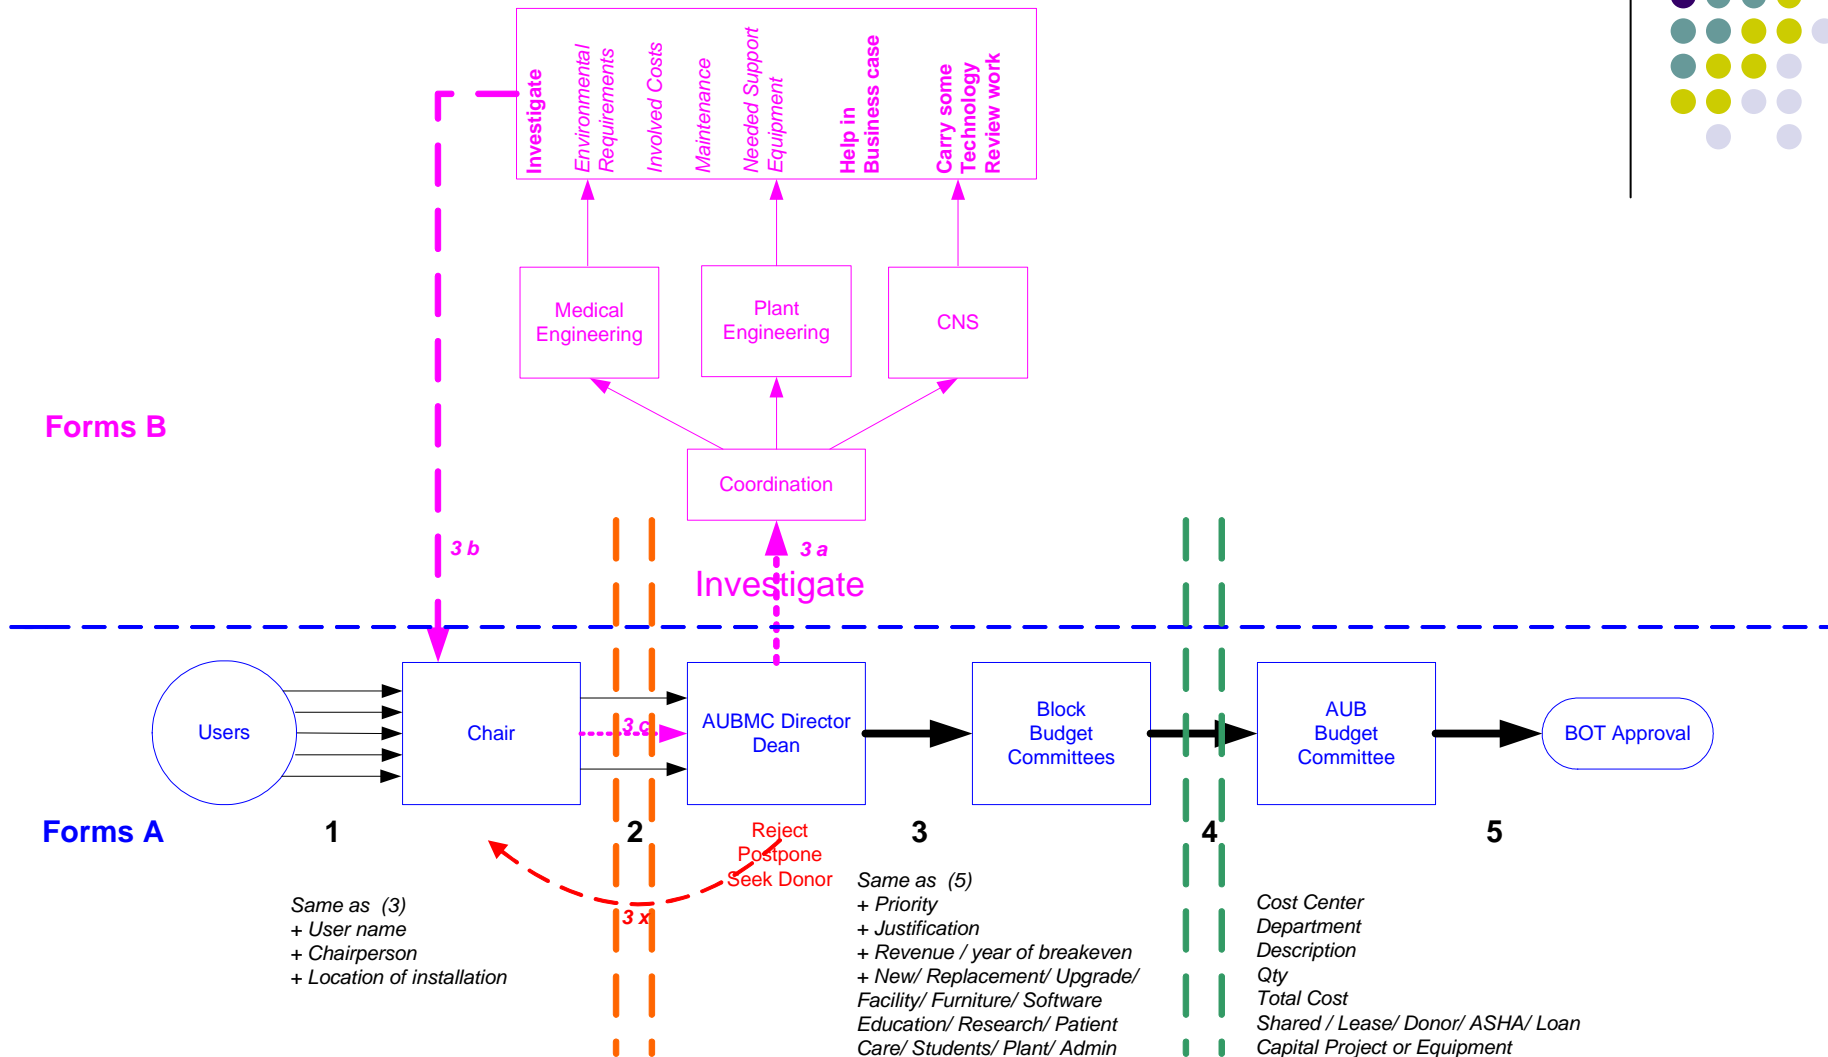 Investigate
Environmental
Requirements
Involved Costs
Maintenance
Needed Support
Equipment
Help in
Business case
Carry some
Technology
Review work
Medical
Engineering
Plant
Engineering
CNS
Forms B
Coordination
3 b
3 a
Investigate
Users
Chair
3 c
AUBMC Director
Dean
Block
Budget
Committees
AUB
Budget
Committee
BOT Approval
Forms A
1
2
3
4
5
Reject
Postpone
Seek Donor
3 x
Same as (3)
+ User name
+ Chairperson
+ Location of installation
Same as (5)
+ Priority
+ Justification
+ Revenue / year of breakeven
+ New/ Replacement/ Upgrade/
Facility/ Furniture/ Software
Education/ Research/ Patient
Care/ Students/ Plant/ Admin
Cost Center
Department
Description
Qty
Total Cost
Shared / Lease/ Donor/ ASHA/ Loan
Capital Project or Equipment